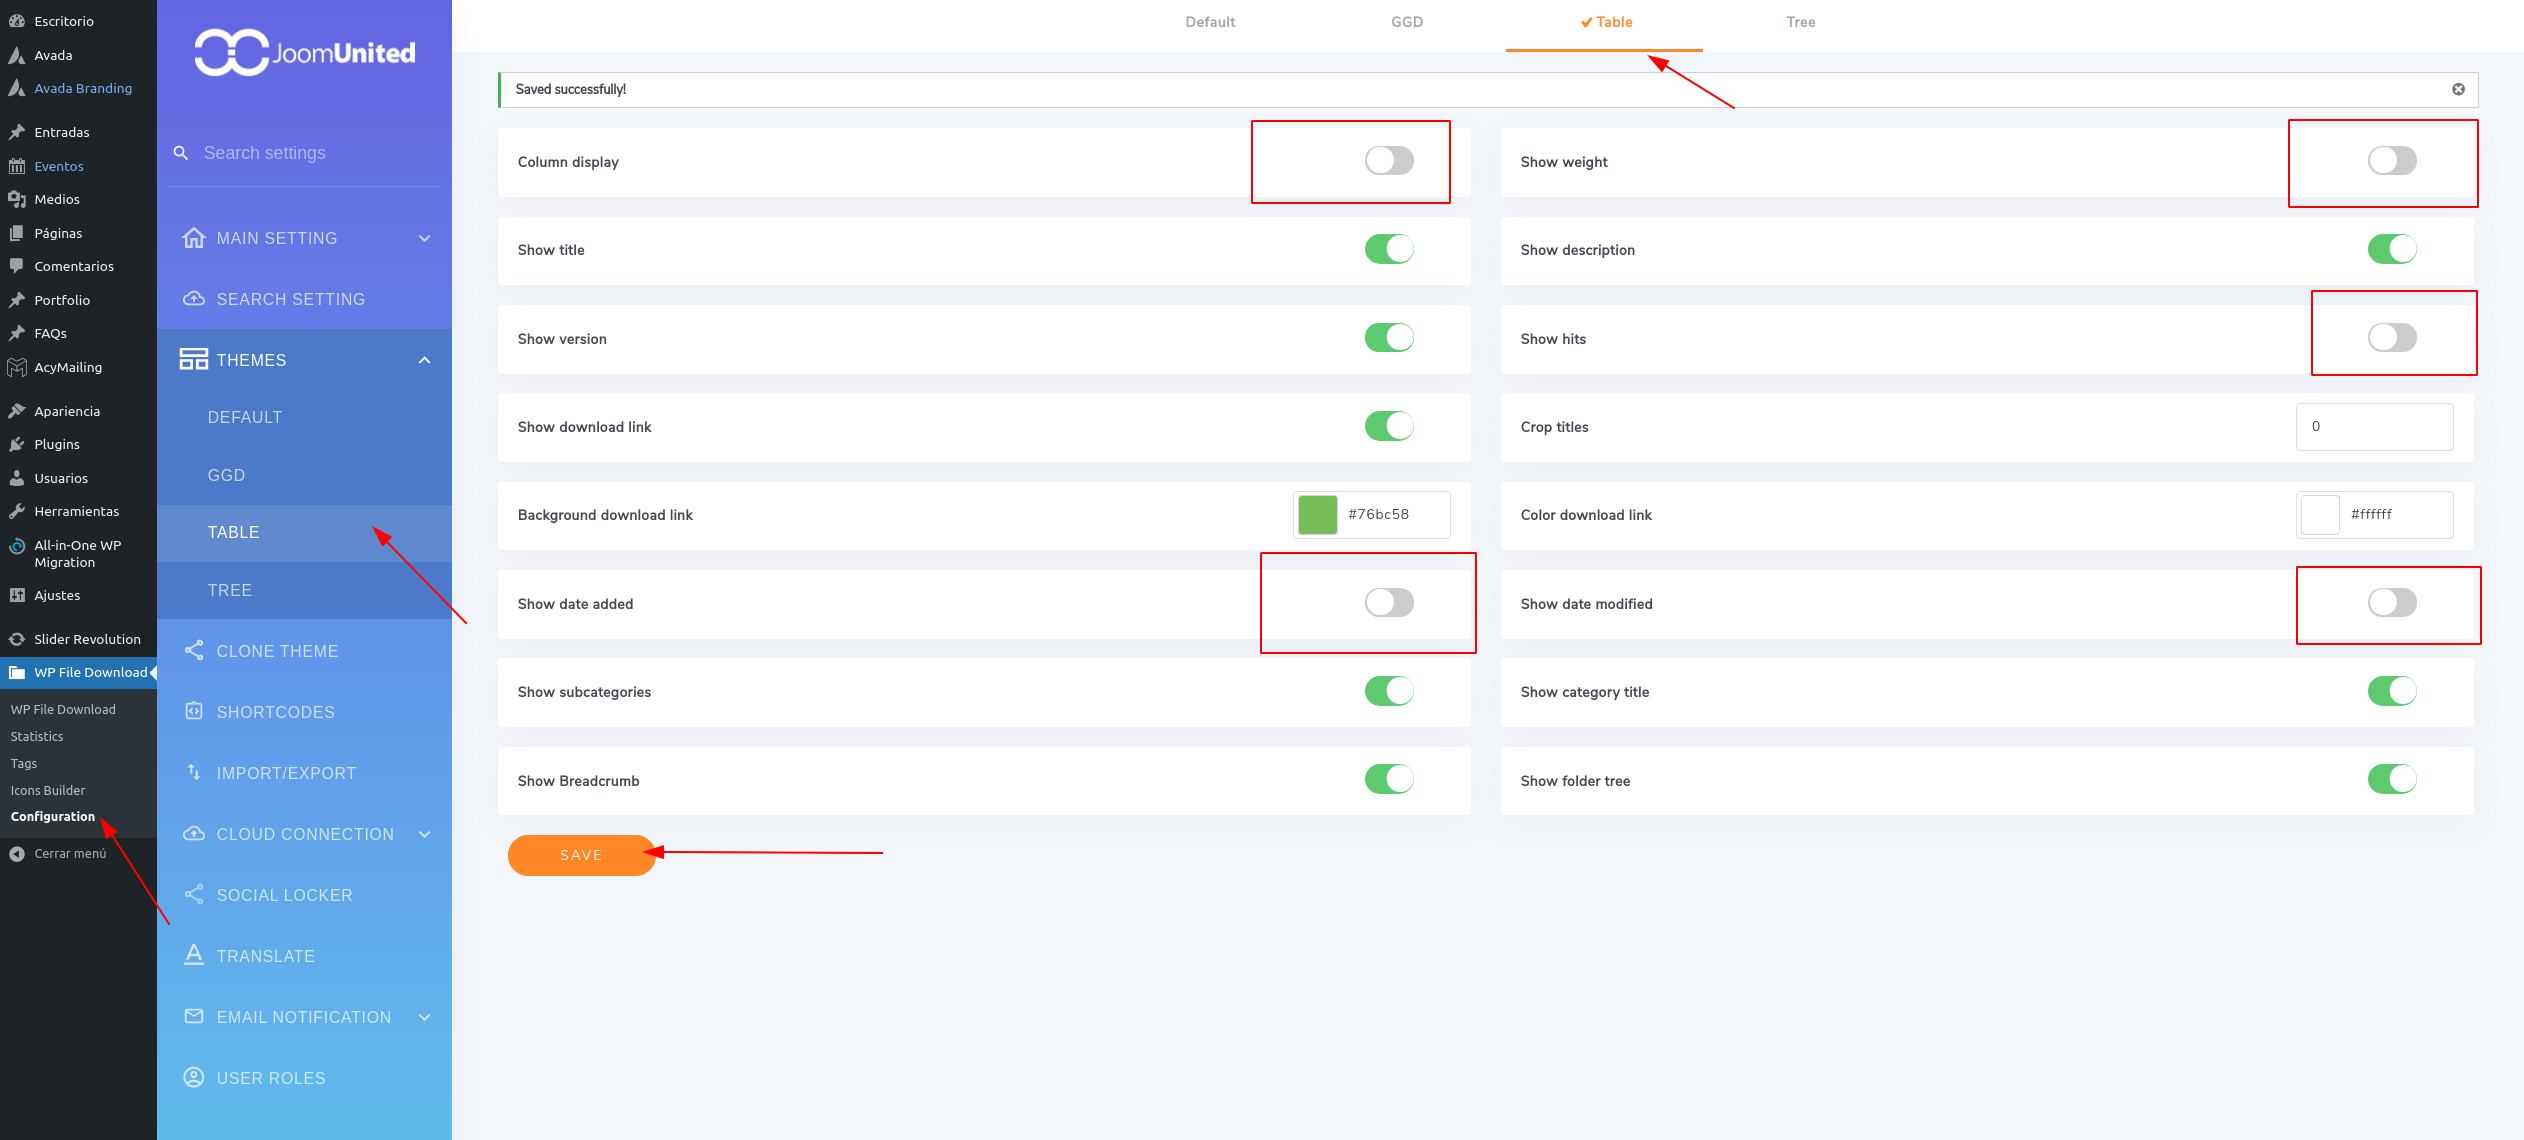 Escritorio
Avada
Avada Branding
Entradas
Eventos
Medios
Páginas
Comentarios
Portfolio
FAQs
AcyMailing
Apariencia
Plugins
Usuarios
Herramientas
All-in-One WP
Migration
Ajustes
Slider Revolution
WP File Download
WP File Download
Statistics
Tags
Icons Builder
Configuration
Cerrar menú
JoomUnited
Search settings
MAIN SETTING
SEARCH SETTING
THEMES
DEFAULT
GGD
TABLE
TREE
CLONE THEME
SHORTCODES
IMPORT/EXPORT
CLOUD CONNECTION
SOCIAL LOCKER
TRANSLATE
EMAIL NOTIFICATION
USER ROLES
Default
GGD
Table
Tree
Saved successfully!
Column display
Show weight
Show title
Show description
Show version
Show hits
Show download link
Crop titles
0
Background download link
#76bc58
Color download link
#ffffff
Show date added
Show date modified
Show subcategories
Show category title
Show Breadcrumb
Show folder tree
SAVE